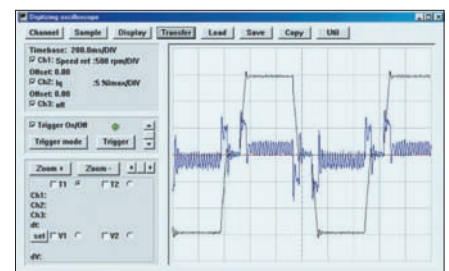 Digitizing oscilloscope
Channel Sample Display Transfer Load Save Copy Util
Timebase: 200.0ms/DIV
Ch1: Speed ref :500 rpm/DIV
Offset: 0.00
Ch2: Iq :5 %imax/DIV
Offset: 0.00
Ch3: off
Trigger On/Off
Trigger mode Trigger
Zoom + Zoom -
T1 T2
Ch1:
Ch2:
Ch3:
dt:
set V1 V2
dV: